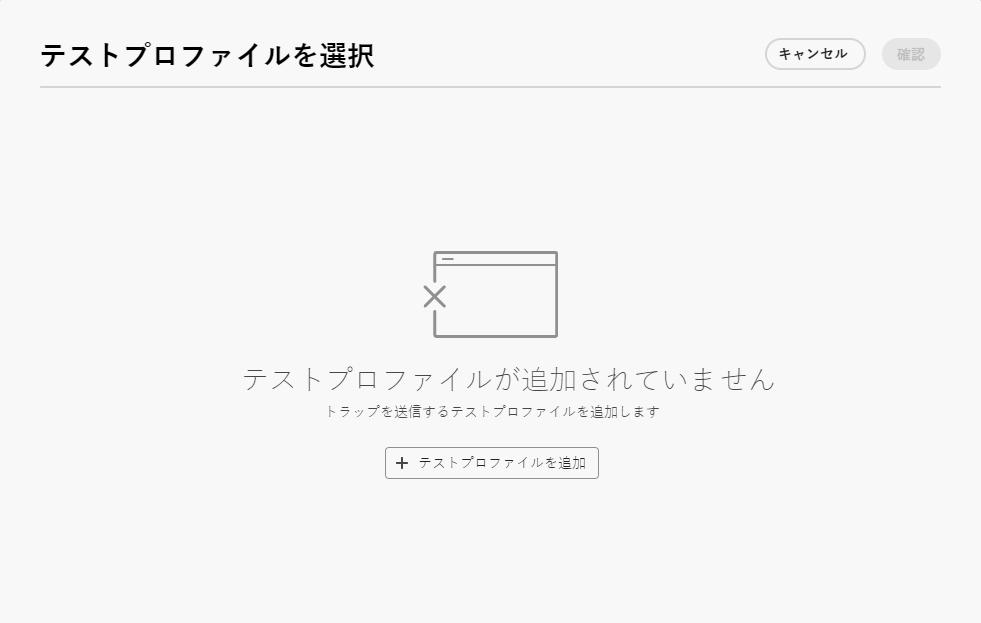 テストプロファイルを選択
キャンセル
確認
テストプロファイルが追加されていません
トラップを送信するテストプロファイルを追加します
テストプロファイルを追加